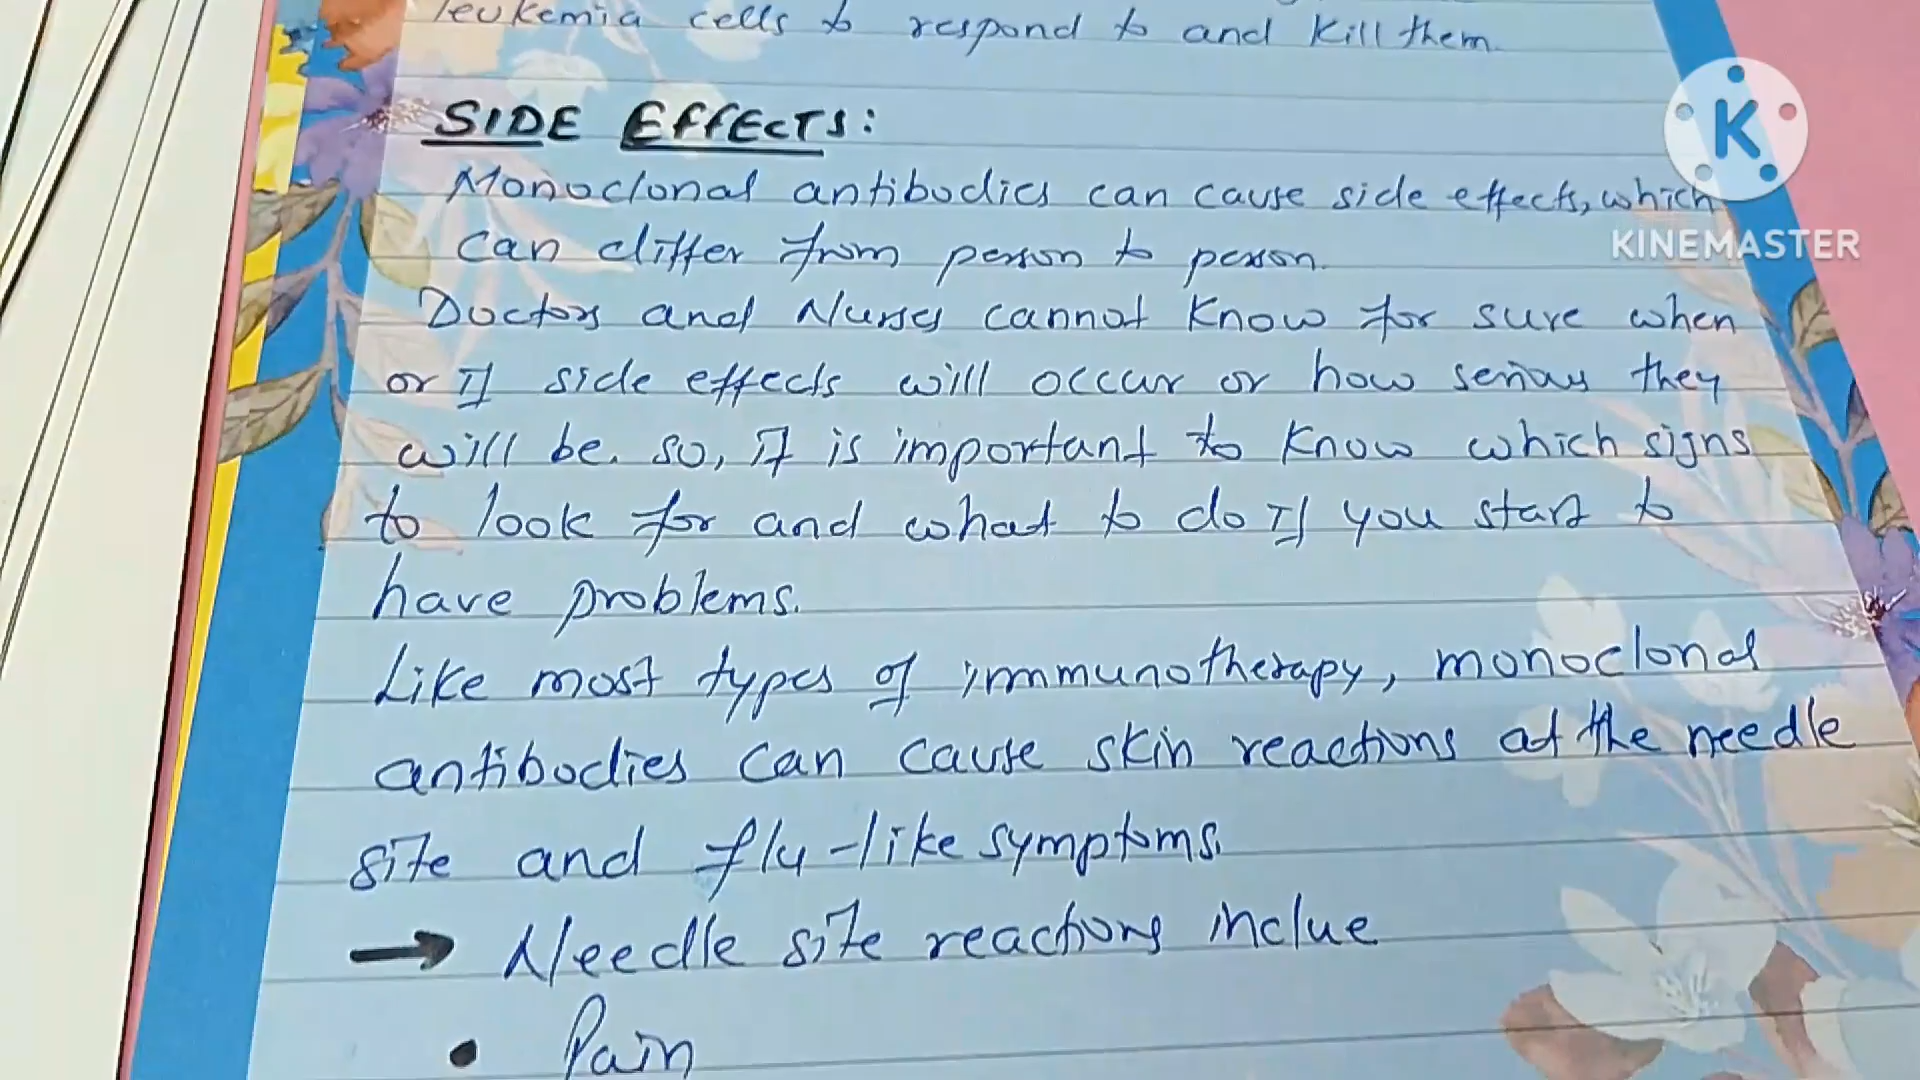 leukemia cells to respond to and kill them.
SIDE EFFECTS:
Monoclonal antibodies can cause side effects, which
can differ from person to person.
Doctors and Nurses cannot know for sure when
or If side effects will occur or how serious they
will be. so, it is important to know which signs
to look for and what to do If you start to
have problems.
Like most types of immunotherapy, monoclonal
antibodies can cause skin reactions at the needle
site and fly-like symptoms.
→ Needle site reactions inclue
• Pain
K
KINEMASTER